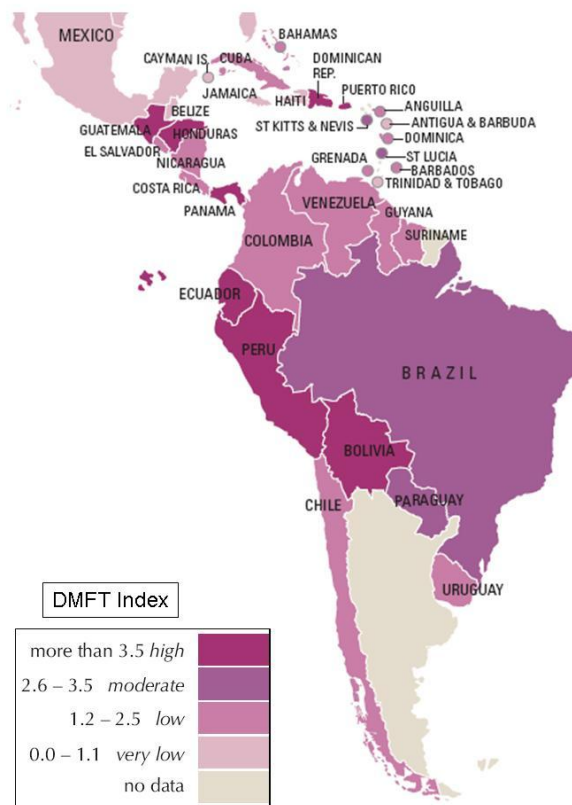 MEXICO
BAHAMAS
CAYMAN IS.
CUBA
DOMINICAN
REP.
PUERTO RICO
JAMAICA
HAITI
BELIZE
ANGUILLA
GUATEMALA
HONDURAS
ST KITTS & NEVIS
ANTIGUA & BARBUDA
DOMINICA
EL SALVADOR
NICARAGUA
ST LUCIA
GRENADA
BARBADOS
COSTA RICA
TRINIDAD & TOBAGO
PANAMA
VENEZUELA
GUYANA
SURINAME
COLOMBIA
ECUADOR
PERU
BRAZIL
BOLIVIA
PARAGUAY
CHILE
URUGUAY
DMFT Index
more than 3.5 high
2.6 – 3.5 moderate
1.2 – 2.5 low
0.0 – 1.1 very low
no data